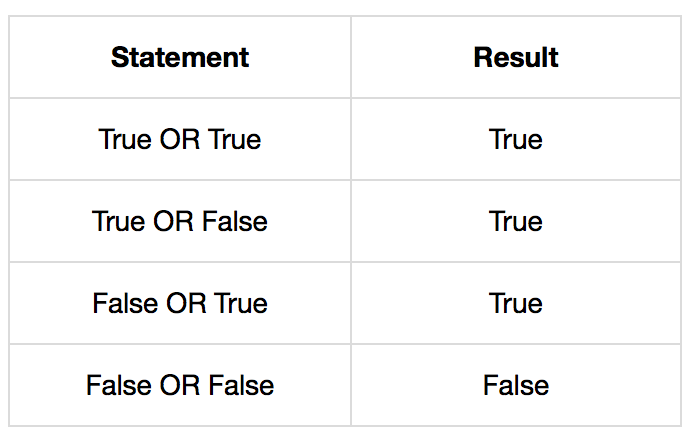 Statement Result
True OR True True
True OR False True
False OR True True
False OR False False